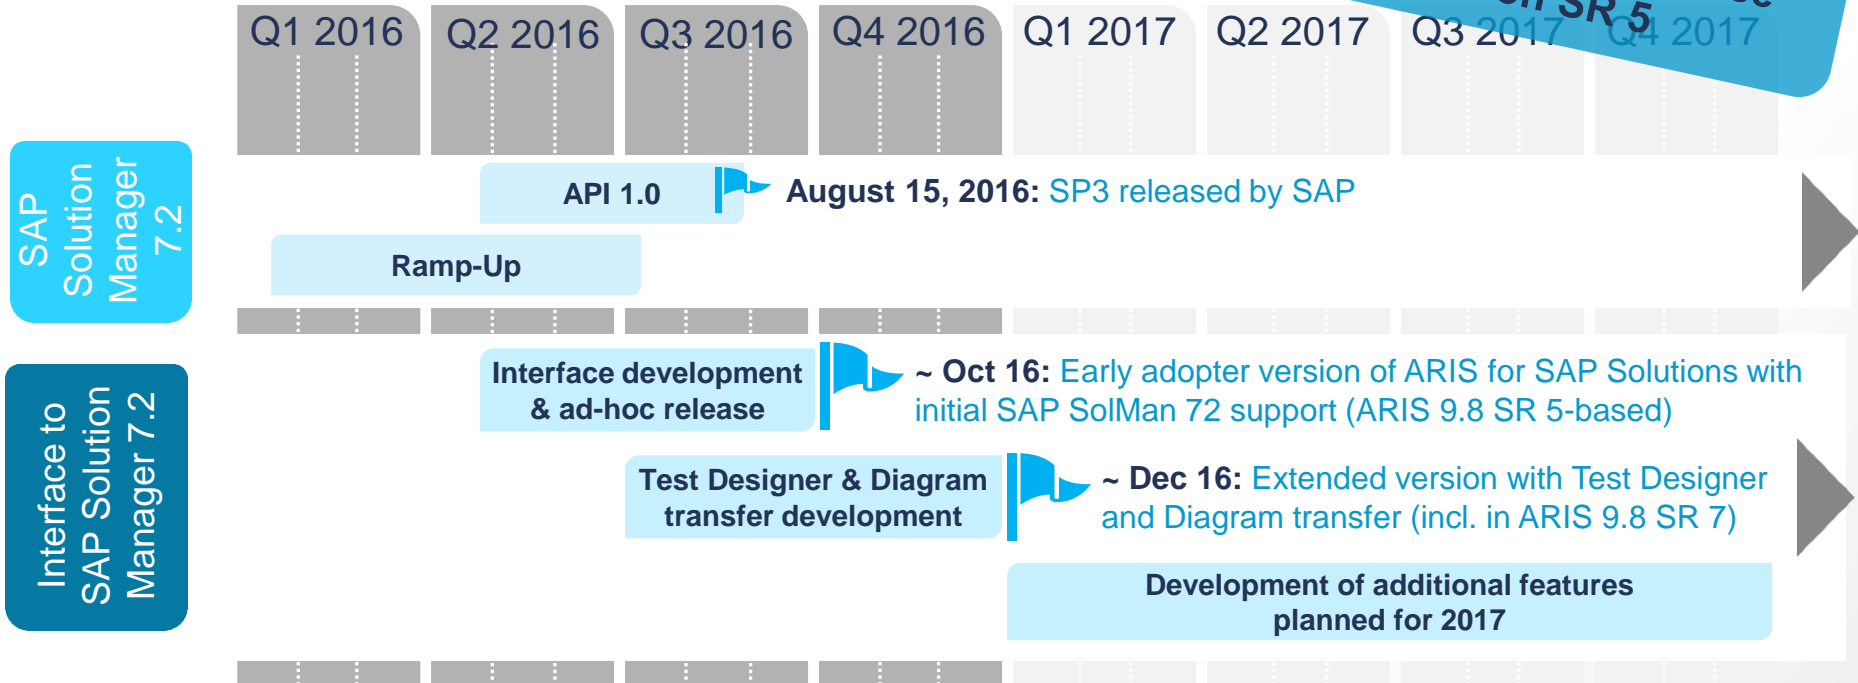 Q1 2016 Q2 2016 Q3 2016 Q4 2016 Q1 2017 Q2 2017 Q3 2017 Q4 2017
SR 5
SAP
Solution
Manager
7.2
API 1.0
August 15, 2016: SP3 released by SAP
Ramp-Up
Interface to
SAP Solution
Manager 7.2
Interface development
& ad-hoc release
~ Oct 16: Early adopter version of ARIS for SAP Solutions with
initial SAP SolMan 72 support (ARIS 9.8 SR 5-based)
Test Designer & Diagram
transfer development
~ Dec 16: Extended version with Test Designer
and Diagram transfer (incl. in ARIS 9.8 SR 7)
Development of additional features
planned for 2017